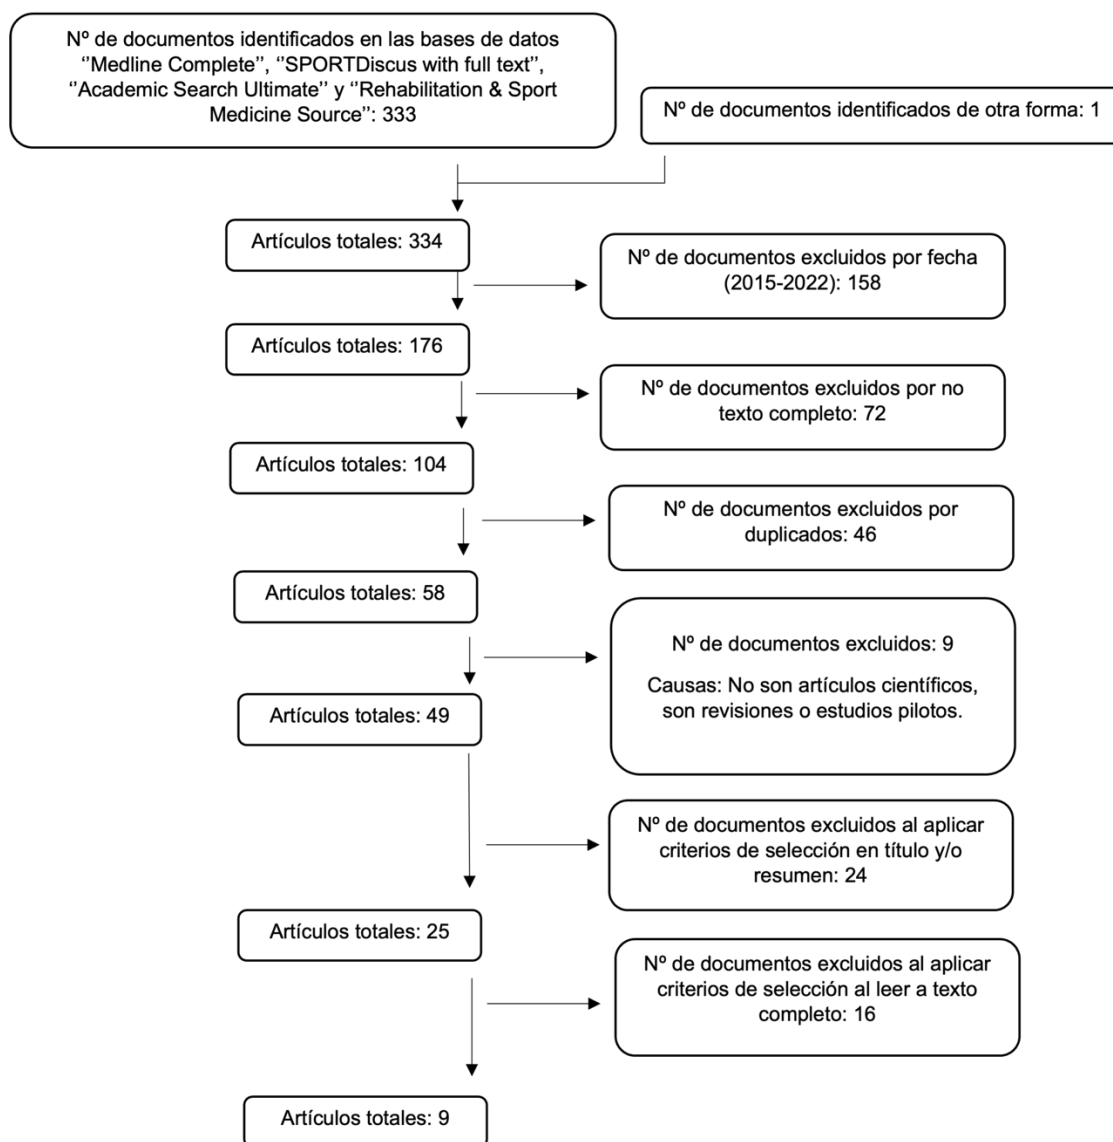 Nº de documentos identificados en las bases de datos
‘’Medline Complete’’, ‘’SPORTDiscus with full text’’,
‘’Academic Search Ultimate’’ y ‘’Rehabilitation & Sport
Medicine Source’’: 333
Nº de documentos identificados de otra forma: 1
Artículos totales: 334
Nº de documentos excluidos por fecha
(2015-2022): 158
Artículos totales: 176
Nº de documentos excluidos por no
texto completo: 72
Artículos totales: 104
Nº de documentos excluidos por
duplicados: 46
Artículos totales: 58
Nº de documentos excluidos: 9
Causas: No son artículos científicos,
son revisiones o estudios pilotos.
Artículos totales: 49
Nº de documentos excluidos al aplicar
criterios de selección en título y/o
resumen: 24
Artículos totales: 25
Nº de documentos excluidos al aplicar
criterios de selección al leer a texto
completo: 16
Artículos totales: 9